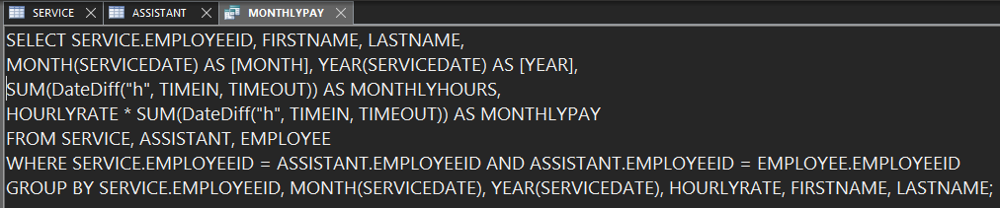 SERVICE ASSISTANT MONTHLYPAY
SELECT SERVICE.EMPLOYEEID, FIRSTNAME, LASTNAME,
MONTH(SERVICEDATE) AS [MONTH], YEAR(SERVICEDATE) AS [YEAR],
SUM(DateDiff("h", TIMEIN, TIMEOUT)) AS MONTHLYHOURS,
HOURLYRATE * SUM(DateDiff("h", TIMEIN, TIMEOUT)) AS MONTHLYPAY
FROM SERVICE, ASSISTANT, EMPLOYEE
WHERE SERVICE.EMPLOYEEID = ASSISTANT.EMPLOYEEID AND ASSISTANT.EMPLOYEEID = EMPLOYEE.EMPLOYEEID
GROUP BY SERVICE.EMPLOYEEID, MONTH(SERVICEDATE), YEAR(SERVICEDATE), HOURLYRATE, FIRSTNAME, LASTNAME;